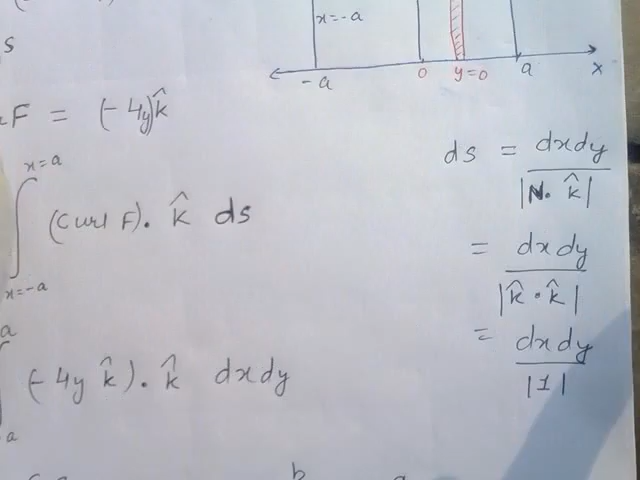 x=-a
-a 0 y=0 a x
s
F = (-4y)k̂
x=a
∫ (Curl F). k̂ ds
x=-a
ds = dxdy
|N. k̂|
= dxdy
|k̂ . k̂|
= dxdy
|1|
a
∫ (-4y k̂). k̂ dxdy
a
b